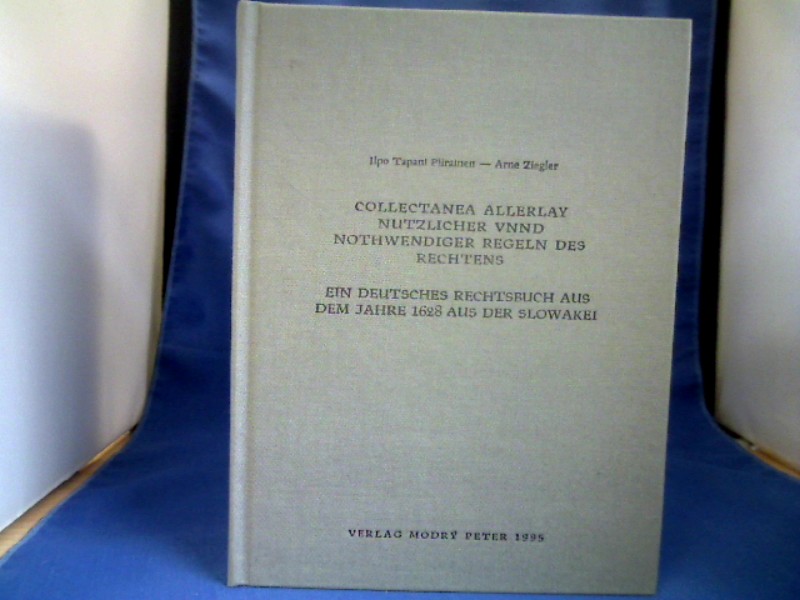 Ilpo Tapani Piirainen — Arne Ziegler
COLLECTANEA ALLERLAY
NUTZLICHER VNND
NOTHWENDIGER REGELN DES
RECHTENS
EIN DEUTSCHES RECHTSBUCH AUS
DEM JAHRE 1628 AUS DER SLOWAKEI
VERLAG MODRÝ PETER 1995